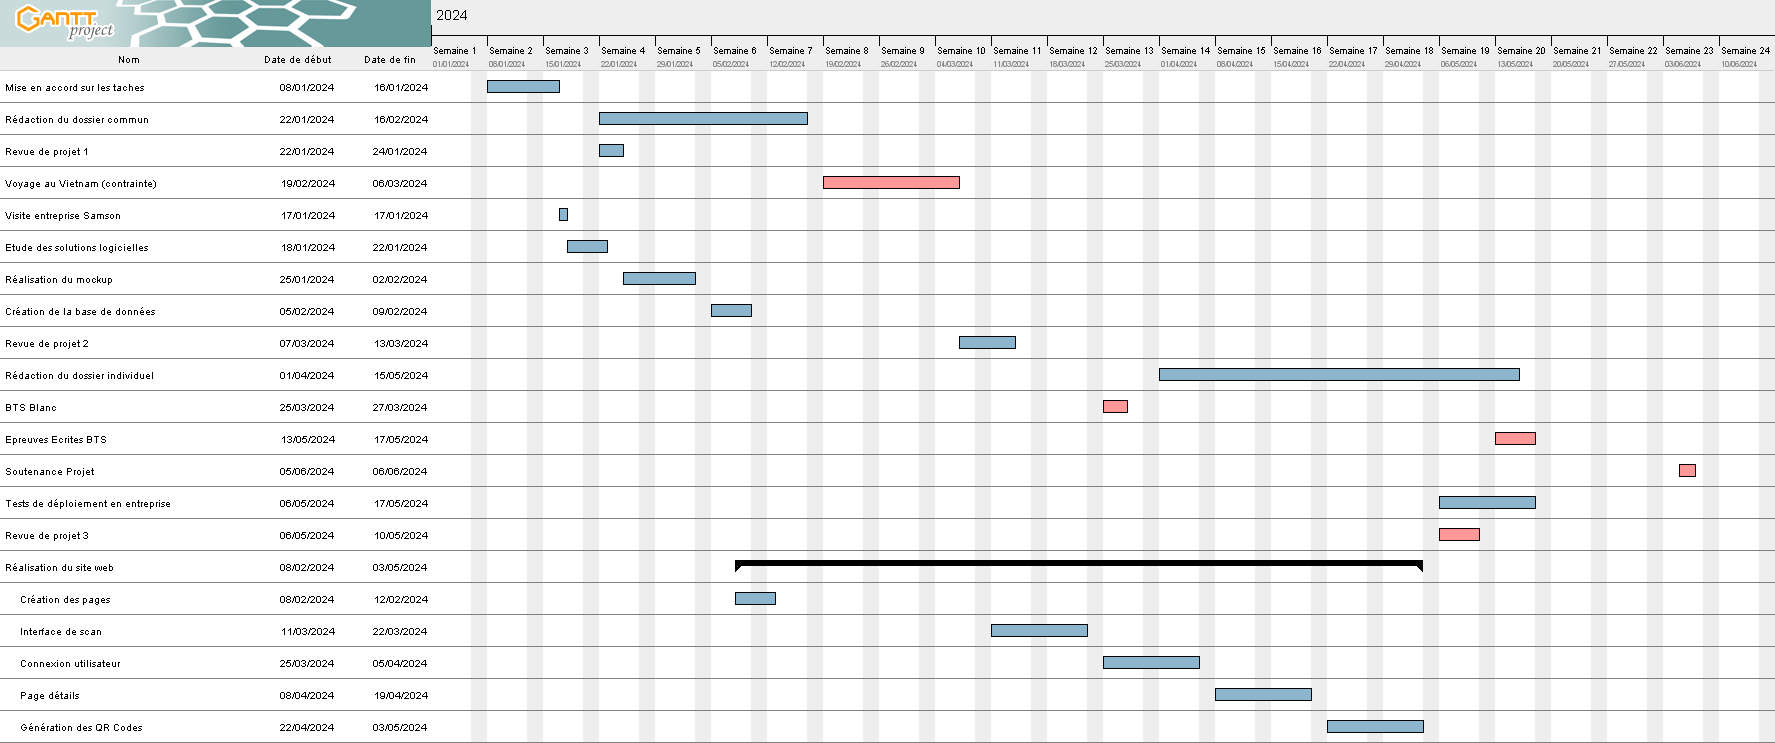 GANTT
project
2024
Semaine 1 Semaine 2 Semaine 3 Semaine 4 Semaine 5 Semaine 6 Semaine 7 Semaine 8 Semaine 9 Semaine 10 Semaine 11 Semaine 12 Semaine 13 Semaine 14 Semaine 15 Semaine 16 Semaine 17 Semaine 18 Semaine 19 Semaine 20 Semaine 21 Semaine 22 Semaine 23 Semaine 24
Nom Date de début Date de fin 01/01/2024 08/01/2024 15/01/2024 22/01/2024 29/01/2024 05/02/2024 12/02/2024 19/02/2024 26/02/2024 04/03/2024 11/03/2024 18/03/2024 25/03/2024 01/04/2024 08/04/2024 15/04/2024 22/04/2024 29/04/2024 06/05/2024 13/05/2024 20/05/2024 27/05/2024 03/06/2024 10/06/2024
Mise en accord sur les taches 08/01/2024 16/01/2024
Rédaction du dossier commun 22/01/2024 16/02/2024
Revue de projet 1 22/01/2024 24/01/2024
Voyage au Vietnam (contrainte) 19/02/2024 06/03/2024
Visite entreprise Samson 17/01/2024 17/01/2024
Etude des solutions logicielles 18/01/2024 22/01/2024
Réalisation du mockup 25/01/2024 02/02/2024
Création de la base de données 05/02/2024 09/02/2024
Revue de projet 2 07/03/2024 13/03/2024
Rédaction du dossier individuel 01/04/2024 15/05/2024
BTS Blanc 25/03/2024 27/03/2024
Epreuves Ecrites BTS 13/05/2024 17/05/2024
Soutenance Projet 05/06/2024 06/06/2024
Tests de déploiement en entreprise 06/05/2024 17/05/2024
Revue de projet 3 06/05/2024 10/05/2024
Réalisation du site web 08/02/2024 03/05/2024
Création des pages 08/02/2024 12/02/2024
Interface de scan 11/03/2024 22/03/2024
Connexion utilisateur 25/03/2024 05/04/2024
Page détails 08/04/2024 19/04/2024
Génération des QR Codes 22/04/2024 03/05/2024